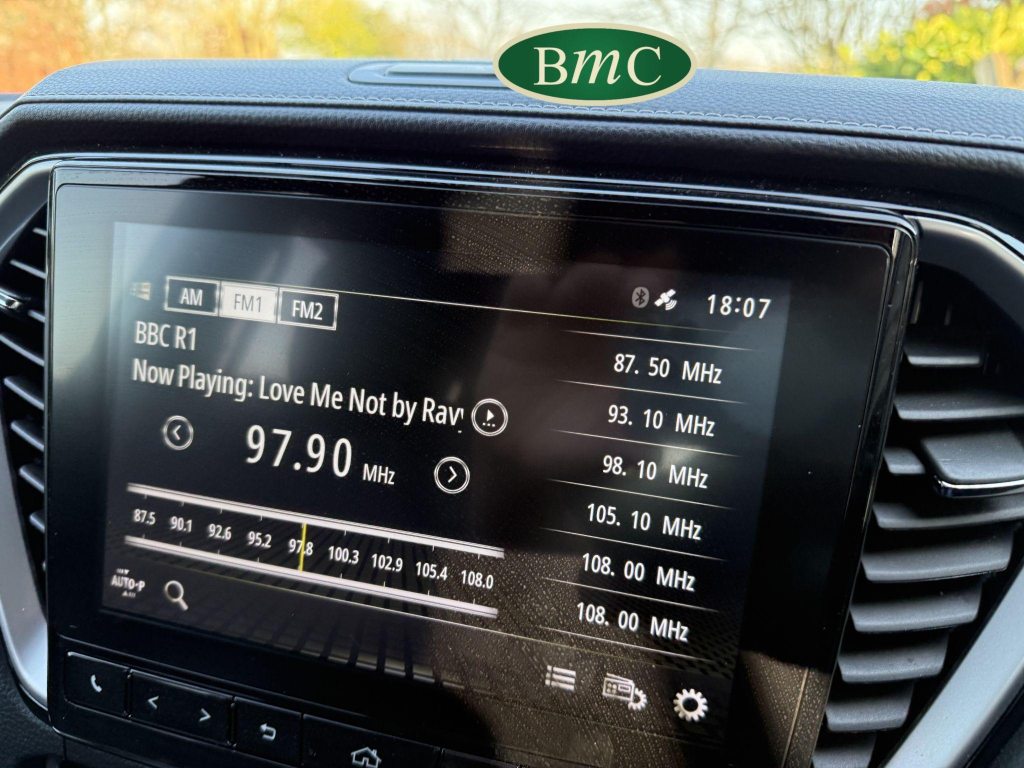 BmC
AM FM1 FM2
18:07
BBC R1
Now Playing: Love Me Not by Ray
97.90 MHz
87.5 90.1 92.6 95.2 97.8 100.3 102.9 105.4 108.0
AUTO-P
87. 50 MHz
93. 10 MHz
98. 10 MHz
105. 10 MHz
108. 00 MHz
108. 00 MHz